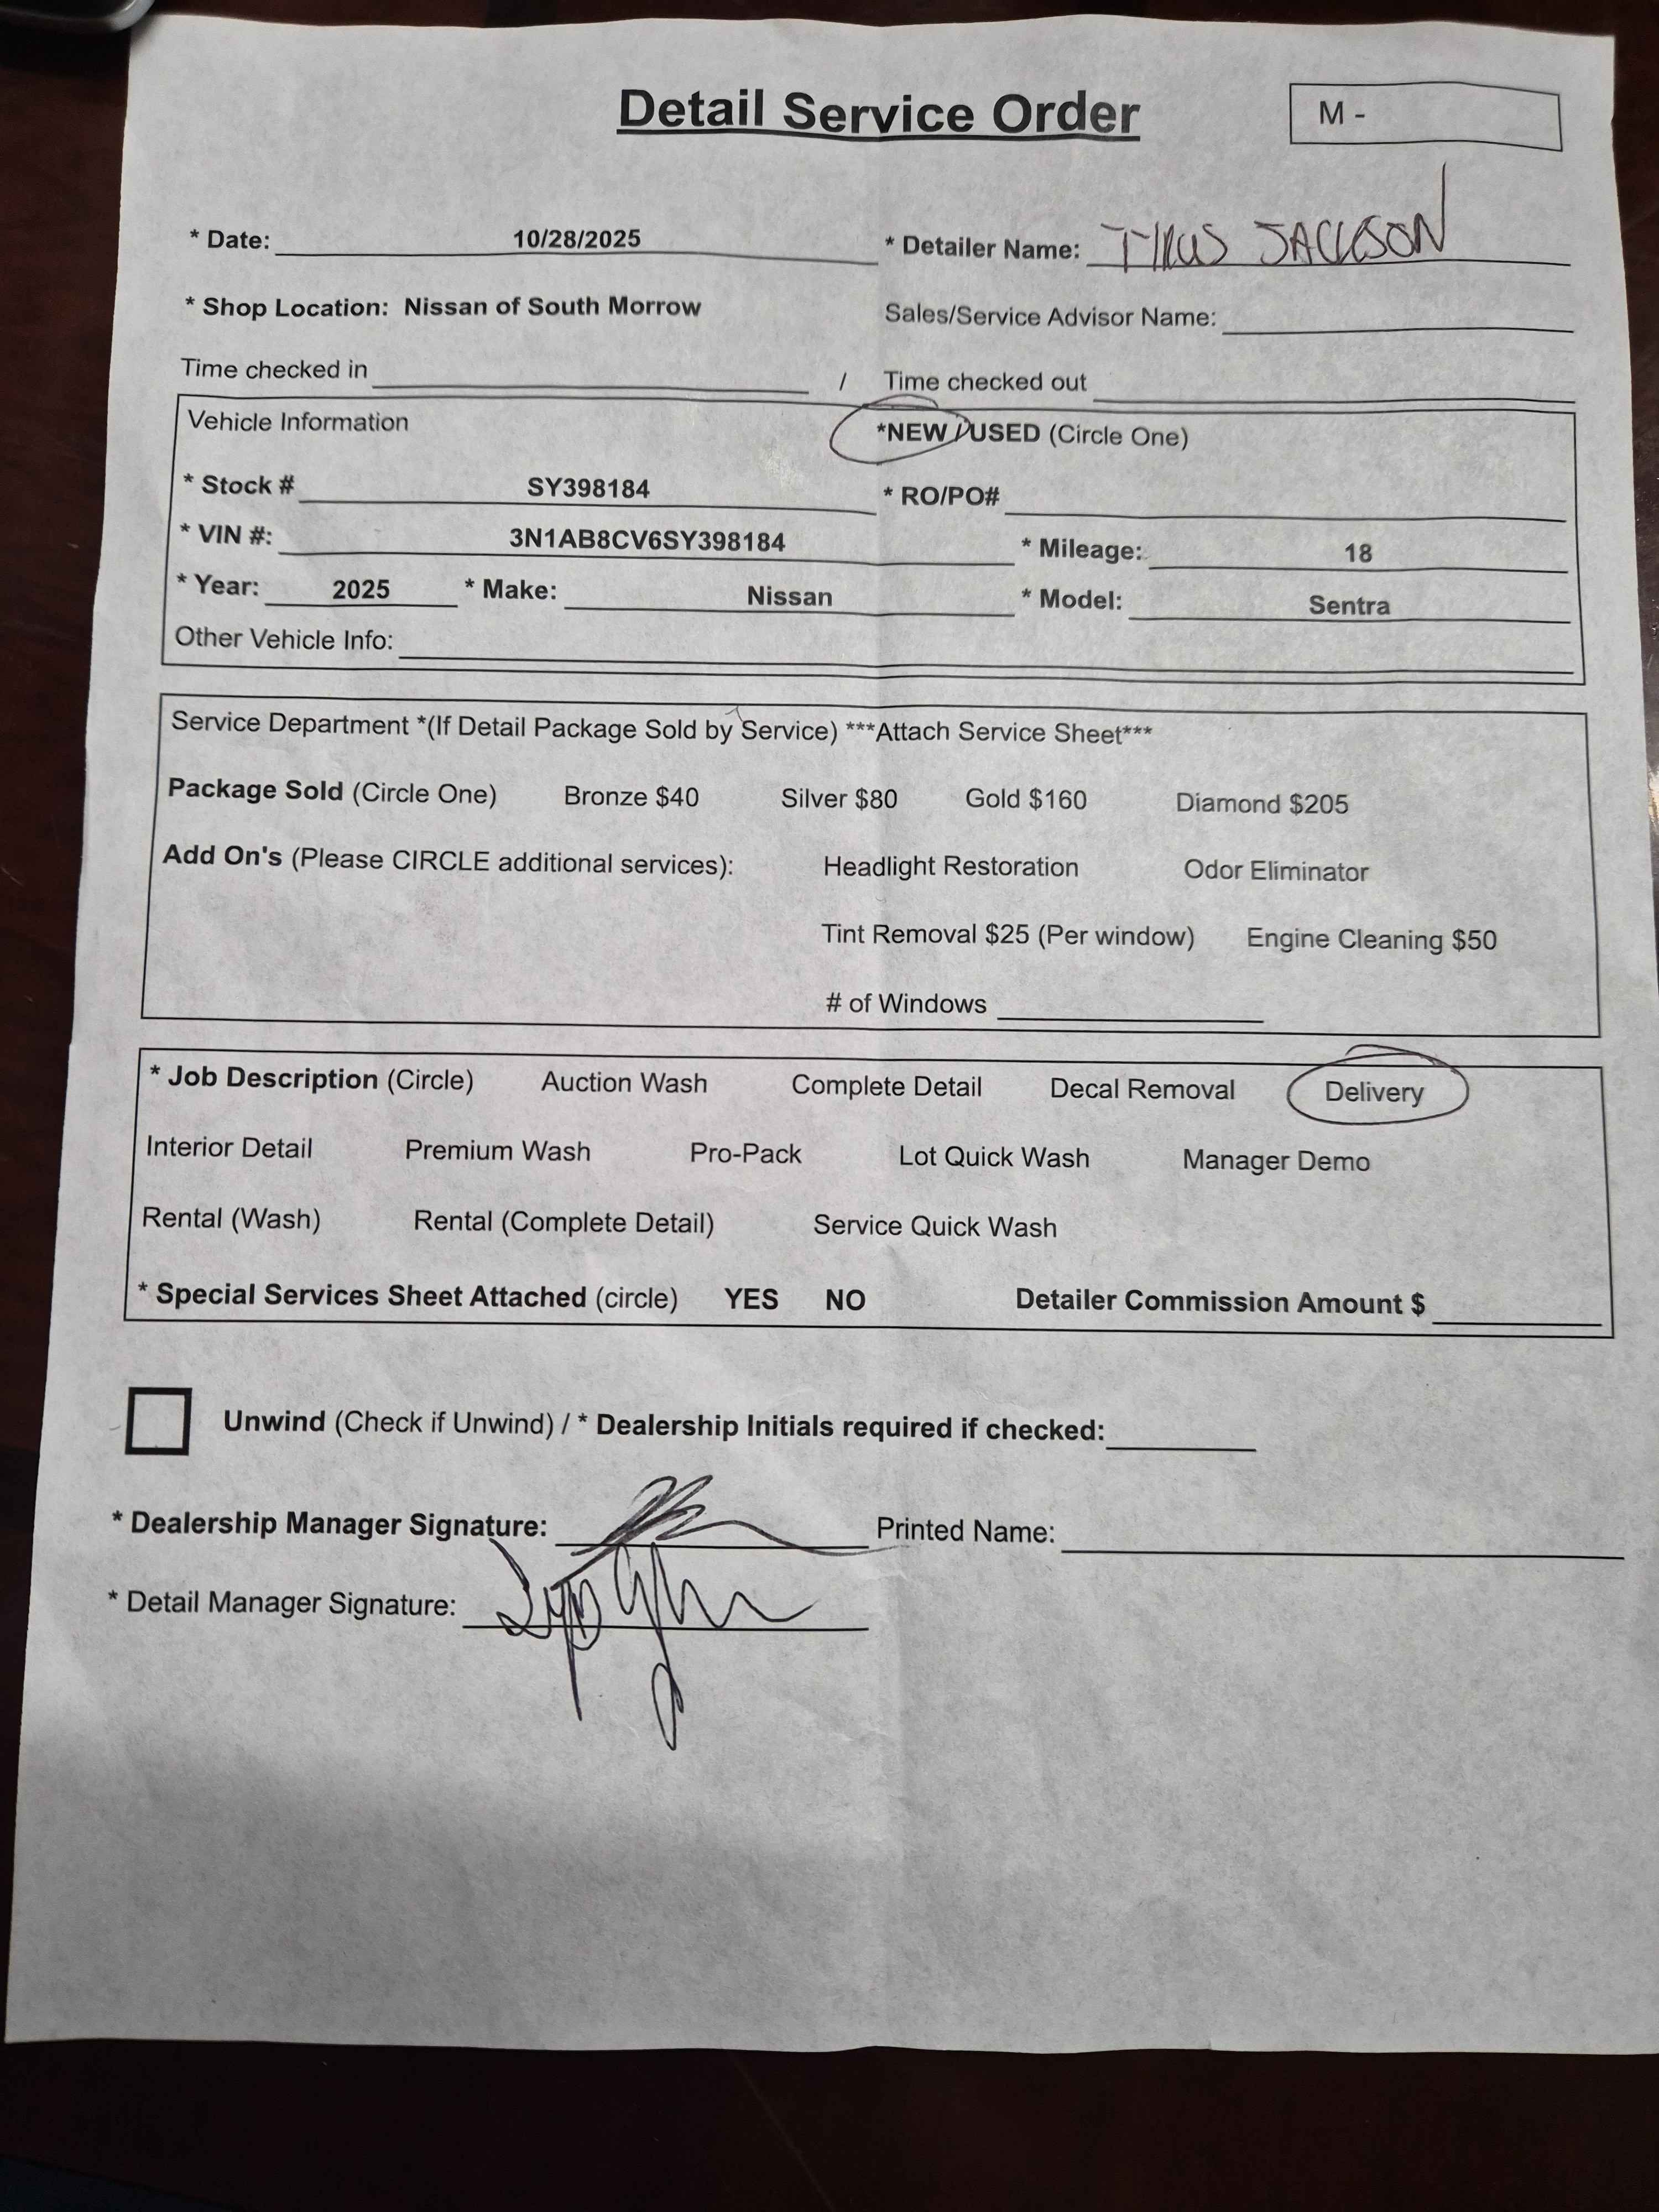 Detail Service Order
M -
* Date: 10/28/2025 * Detailer Name: JACKSON
* Shop Location: Nissan of South Morrow Sales/Service Advisor Name:
Time checked in / Time checked out
Vehicle Information *NEW / USED (Circle One)
* Stock # SY398184 * RO/PO#
* VIN #: 3N1AB8CV6SY398184 * Mileage: 18
* Year: 2025 * Make: Nissan * Model: Sentra
Other Vehicle Info:
Service Department *(If Detail Package Sold by Service) ***Attach Service Sheet***
Package Sold (Circle One) Bronze $40 Silver $80 Gold $160 Diamond $205
Add On's (Please CIRCLE additional services): Headlight Restoration Odor Eliminator
Tint Removal $25 (Per window) Engine Cleaning $50
# of Windows
* Job Description (Circle) Auction Wash Complete Detail Decal Removal Delivery
Interior Detail Premium Wash Pro-Pack Lot Quick Wash Manager Demo
Rental (Wash) Rental (Complete Detail) Service Quick Wash
* Special Services Sheet Attached (circle) YES NO Detailer Commission Amount $
Unwind (Check if Unwind) / * Dealership Initials required if checked:
* Dealership Manager Signature: Printed Name:
* Detail Manager Signature: